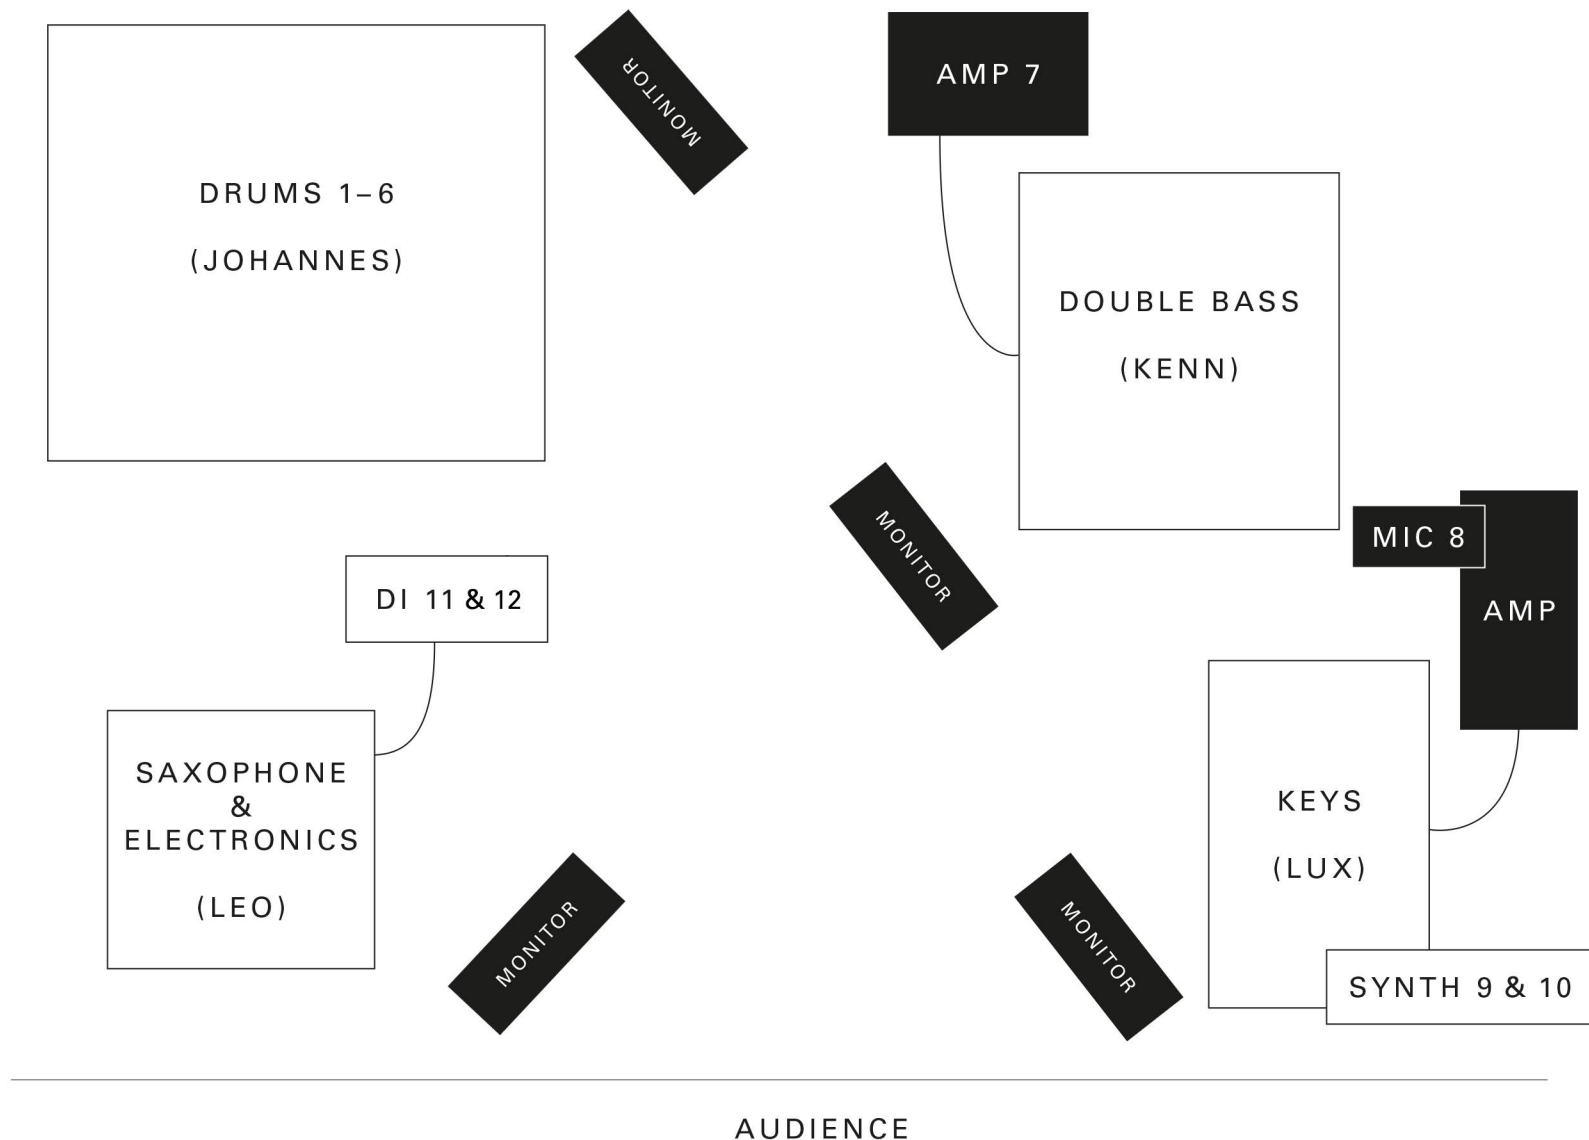 MONITOR
AMP 7
DRUMS 1–6
(JOHANNES)
DOUBLE BASS
(KENN)
MONITOR
MIC 8
AMP
DI 11 & 12
SAXOPHONE
&
ELECTRONICS
(LEO)
KEYS
(LUX)
MONITOR
MONITOR
SYNTH 9 & 10
AUDIENCE